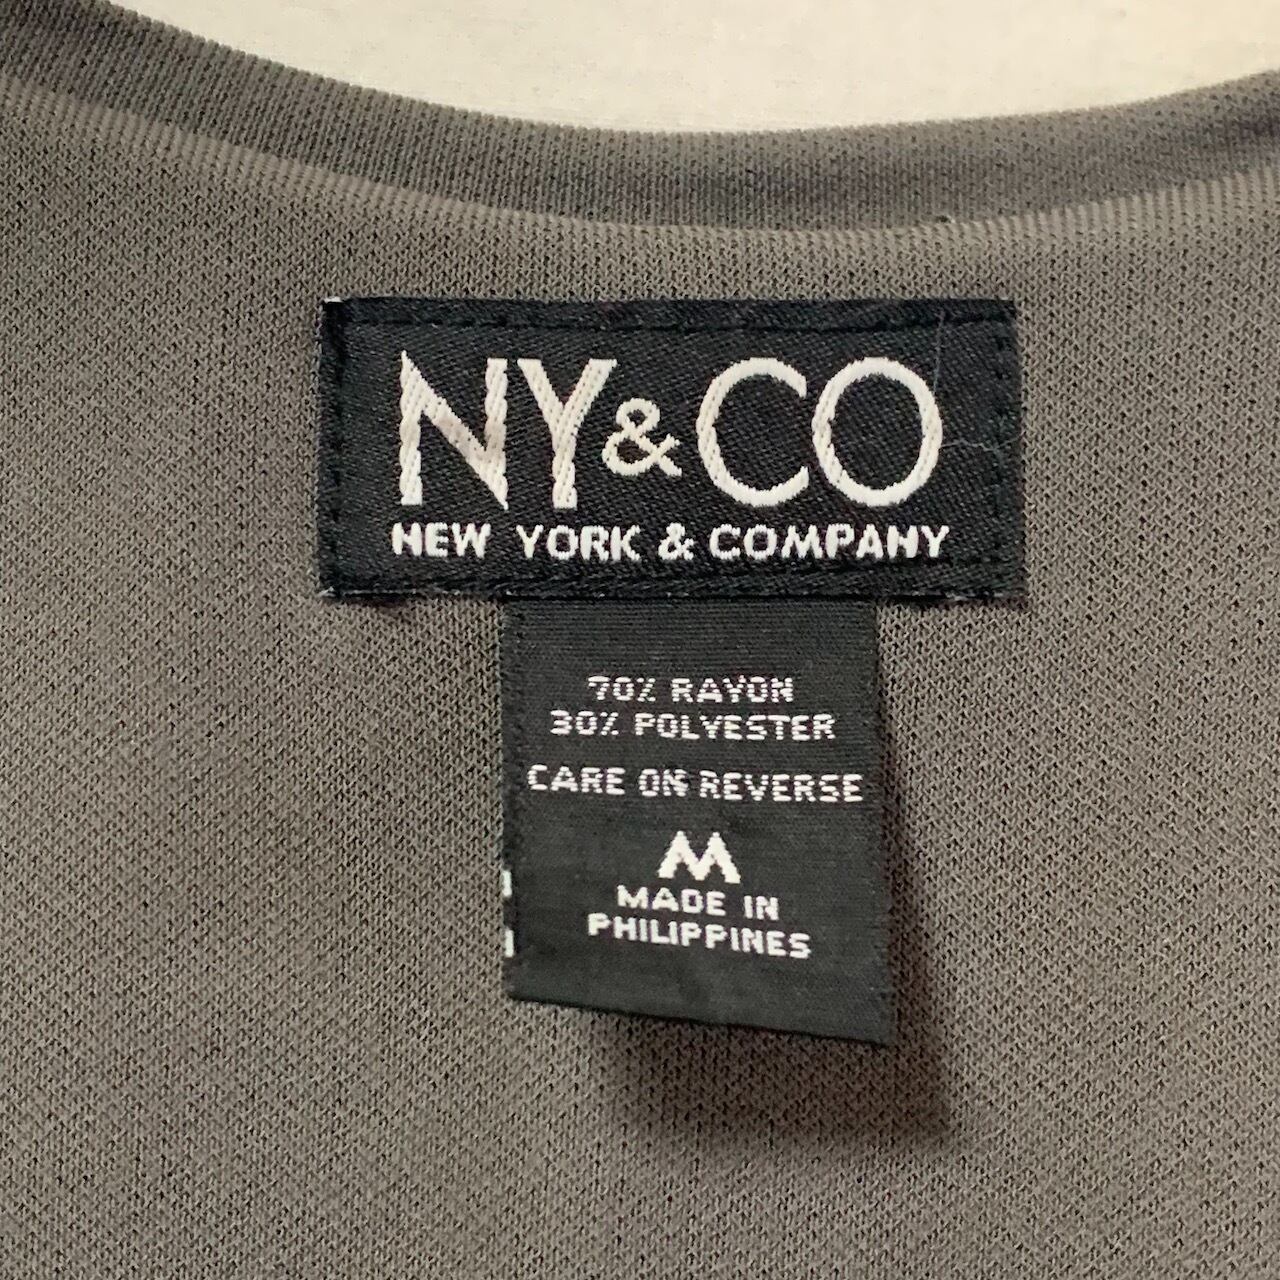 NY&CO
NEW YORK & COMPANY
70% RAYON
30% POLYESTER
CARE ON REVERSE
M
MADE IN
PHILIPPINES